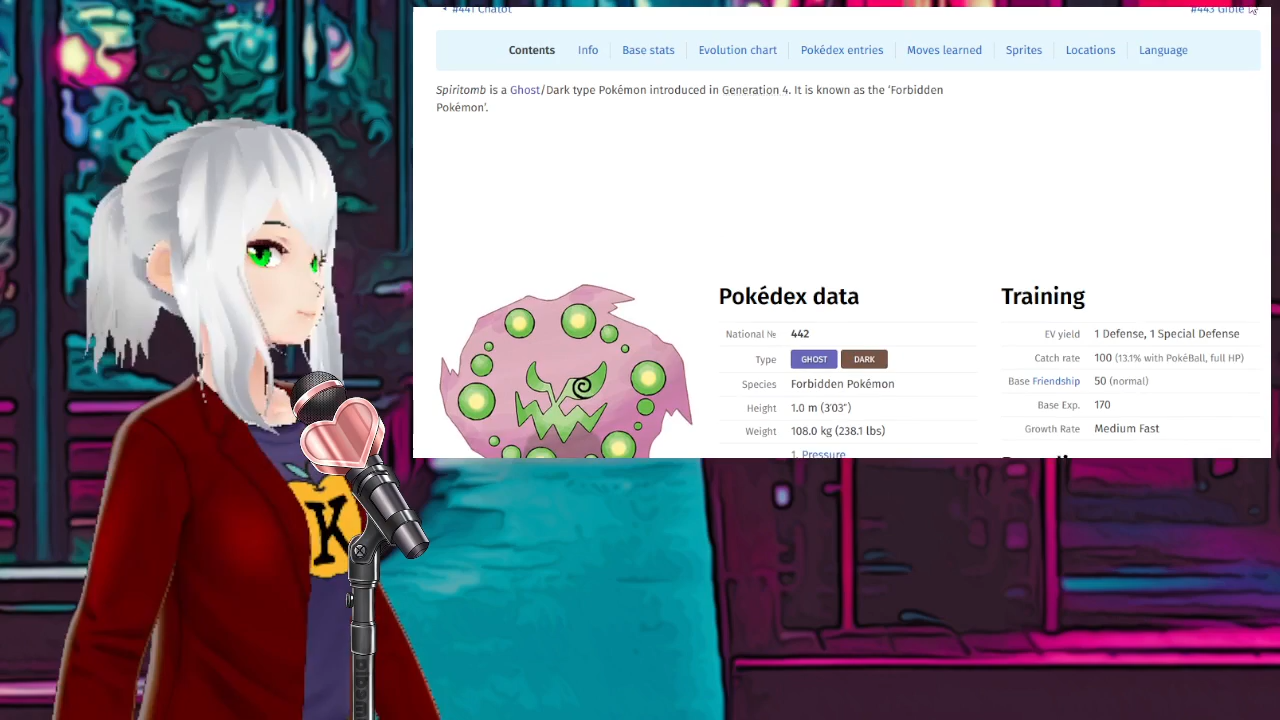 #441 Chatot
#443 Gible
Contents Info Base stats Evolution chart Pokédex entries Moves learned Sprites Locations Language
Spiritomb is a Ghost/Dark type Pokémon introduced in Generation 4. It is known as the ‘Forbidden
Pokémon’.
Pokédex data
National № 442
Type GHOST DARK
Species Forbidden Pokémon
Height 1.0 m (3′03″)
Weight 108.0 kg (238.1 lbs)
1. Pressure
Training
EV yield 1 Defense, 1 Special Defense
Catch rate 100 (13.1% with PokéBall, full HP)
Base Friendship 50 (normal)
Base Exp. 170
Growth Rate Medium Fast
K